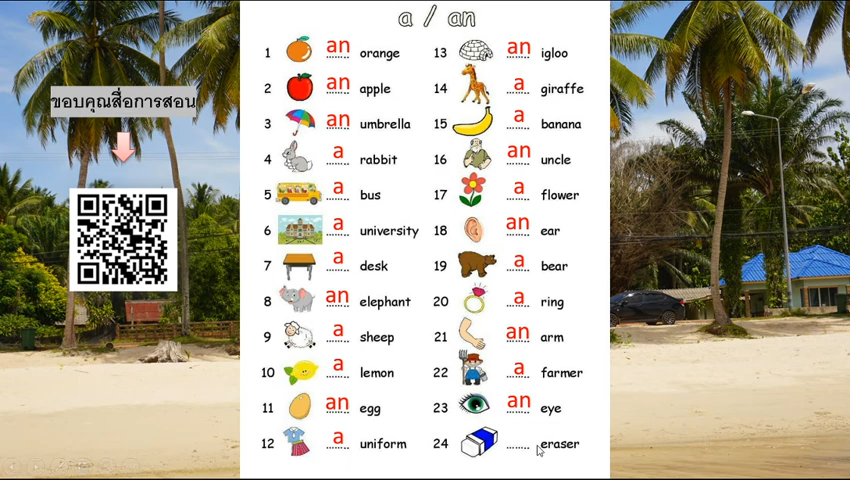 a / an
ขอบคุณสื่อการสอน
1 an orange
2 an apple
3 an umbrella
4 a rabbit
5 a bus
6 a university
7 a desk
8 an elephant
9 a sheep
10 a lemon
11 an egg
12 a uniform
13 an igloo
14 a giraffe
15 a banana
16 an uncle
17 a flower
18 an ear
19 a bear
20 a ring
21 an arm
22 a farmer
23 an eye
24 ...... eraser